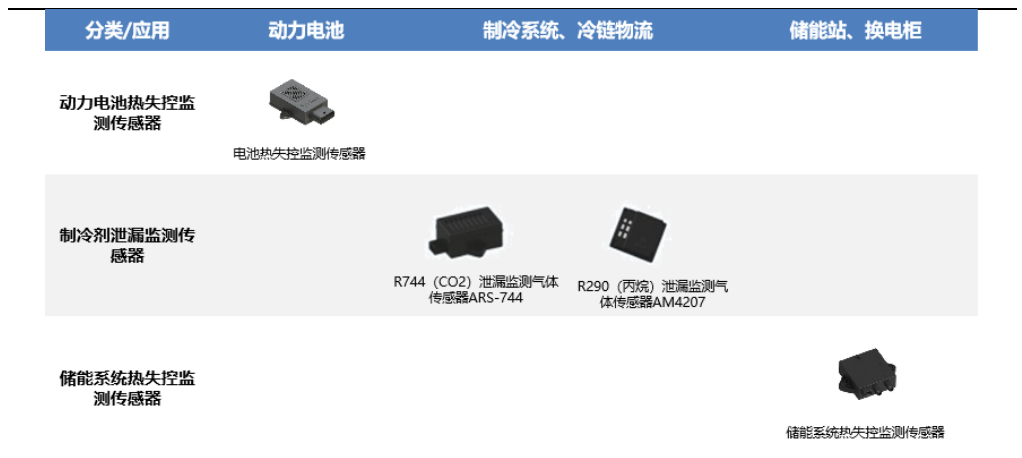 分类/应用 动力电池 制冷系统、冷链物流 储能站、换电柜
动力电池热失控监
测传感器
电池热失控监测传感器
制冷剂泄漏监测传
感器
R744（CO2）泄漏监测气体
传感器ARS-744
R290（丙烷）泄漏监测气
体传感器AM4207
储能系统热失控监
测传感器
储能系统热失控监测传感器